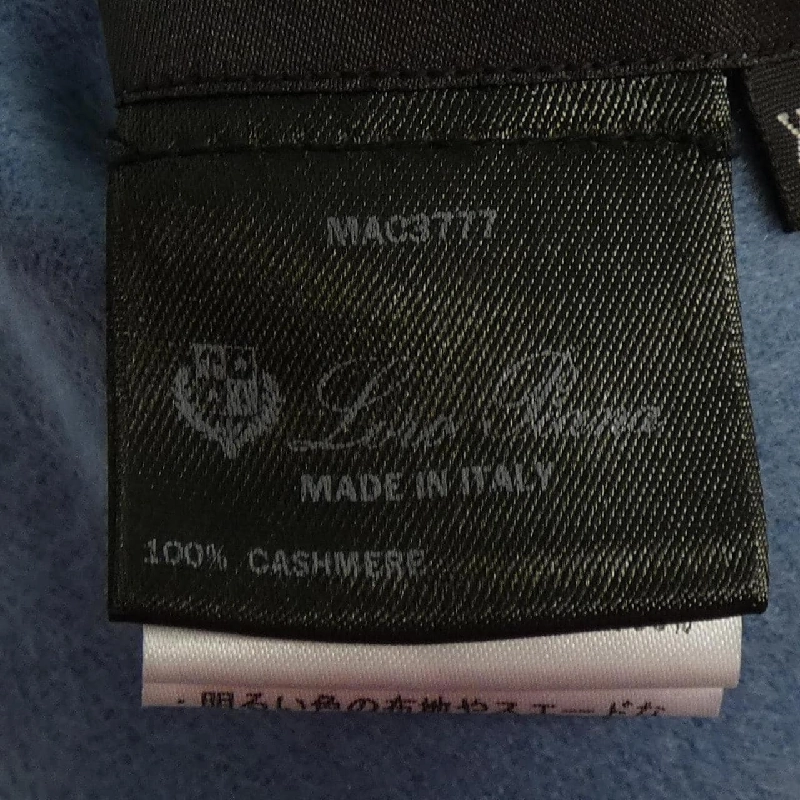 MAC3777
Loro Piana
MADE IN ITALY
100% CASHMERE
・明るい色の布地やスエードな